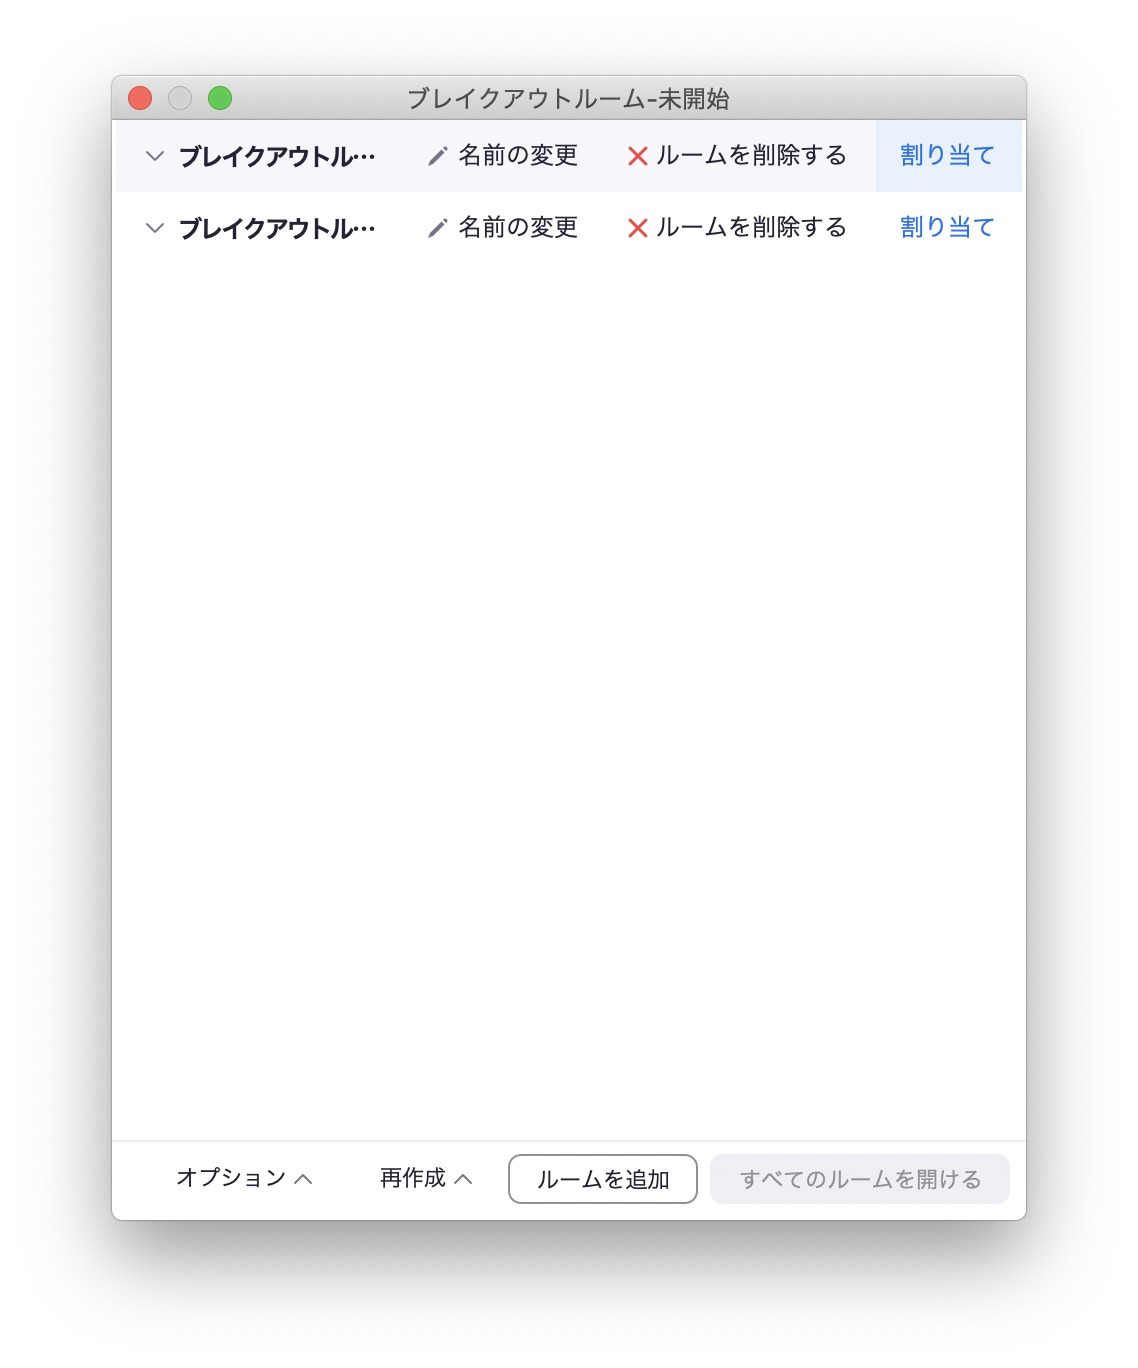 ブレイクアウトルーム-未開始
ブレイクアウトル… 名前の変更 ルームを削除する 割り当て
ブレイクアウトル… 名前の変更 ルームを削除する 割り当て
オプション 再作成 ルームを追加 すべてのルームを開ける